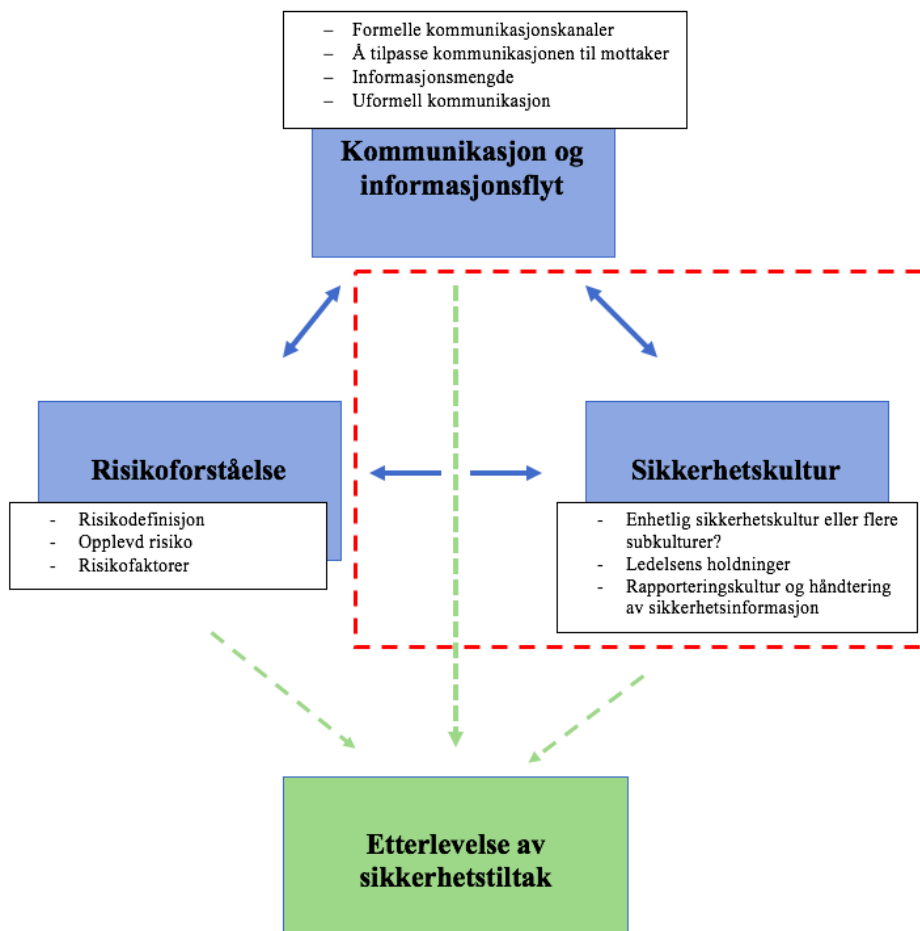 – Formelle kommunikasjonskanaler
– Å tilpasse kommunikasjonen til mottaker
– Informasjonsmengde
– Uformell kommunikasjon
Kommunikasjon og
informasjonsflyt
Risikoforståelse
- Risikodefinisjon
- Opplevd risiko
- Risikofaktorer
Sikkerhetskultur
- Enhetlig sikkerhetskultur eller flere
subkulturer?
- Ledelsens holdninger
- Rapporteringskultur og håndtering
av sikkerhetsinformasjon
Etterlevelse av
sikkerhetstiltak